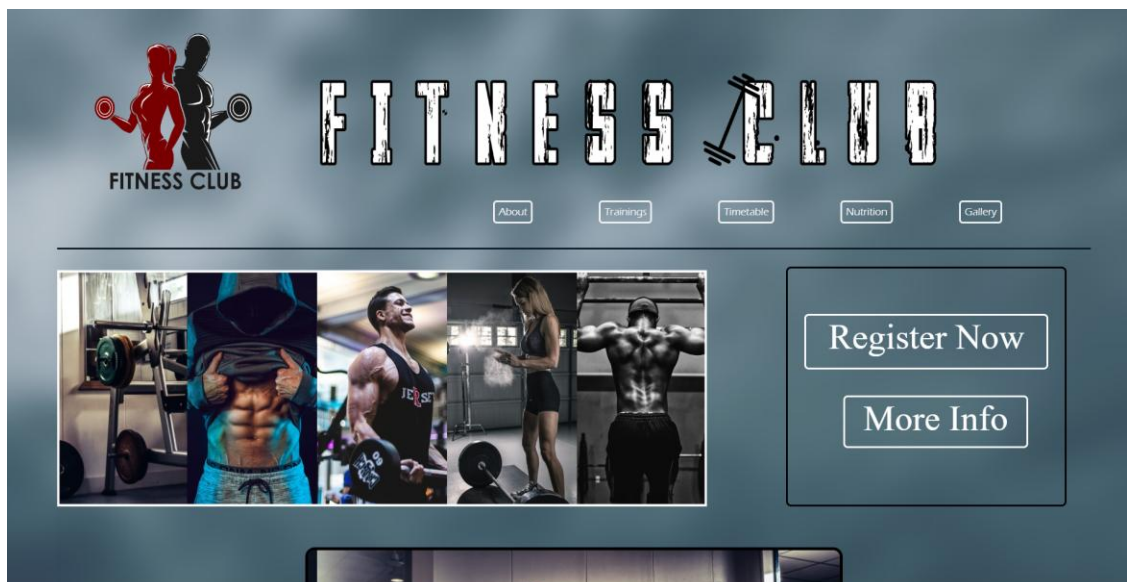 FITNESS CLUB
FITNESS CLUB
About
Trainings
Timetable
Nutrition
Gallery
Register Now
More Info